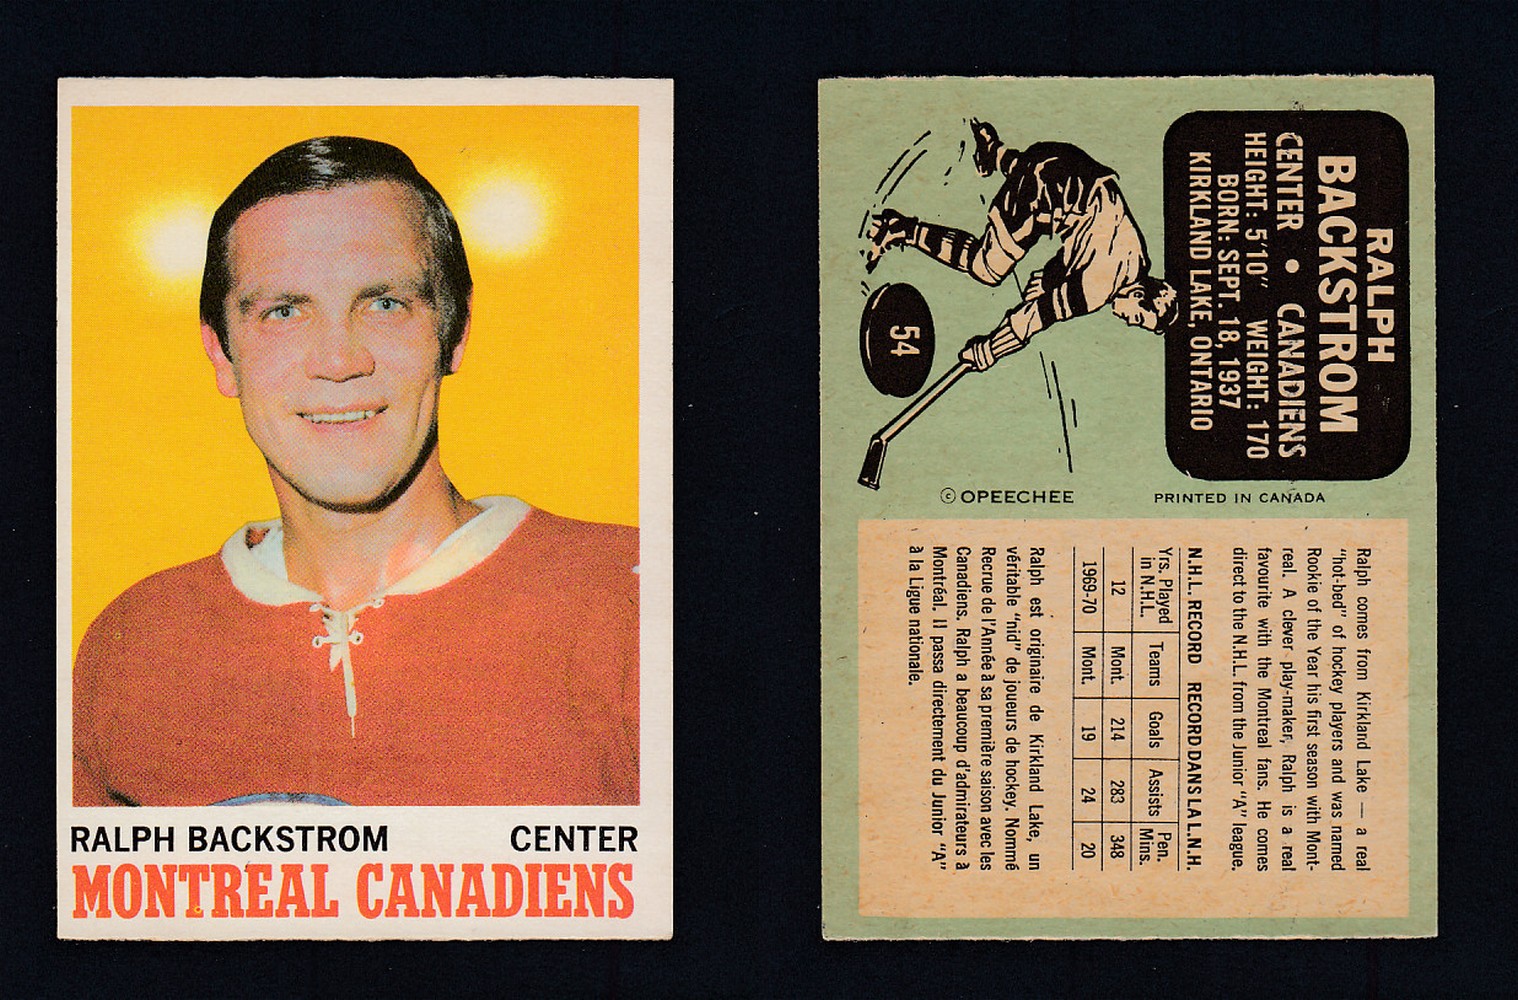 RALPH BACKSTROM CENTER
MONTREAL CANADIENS
RALPH
BACKSTROM
CENTER • CANADIENS
HEIGHT: 5'10" WEIGHT: 170
BORN: SEPT. 18, 1937
KIRKLAND LAKE, ONTARIO
54
© OPEECHEE PRINTED IN CANADA
Ralph comes from Kirkland Lake — a real
"hot-bed" of hockey players and was named
Rookie of the Year his first season with Mont-
real. A clever play-maker, Ralph is a real
favourite with the Montreal fans. He comes
direct to the N.H.L. from the Junior "A" league.
N.H.L. RECORD RECORD DANS LA L.N.H.
Yrs. Played in N.H.L. Teams Goals Assists Pen. Mins.
12 Mont. 214 283 348
1969-70 Mont. 19 24 20
Ralph est originaire de Kirkland Lake, un
véritable "nid" de joueurs de hockey. Nommé
Recrue de l'Année à sa première saison avec les
Canadiens. Ralph a beaucoup d'admirateurs à
Montréal. Il passa directement du Junior "A"
à la Ligue nationale.